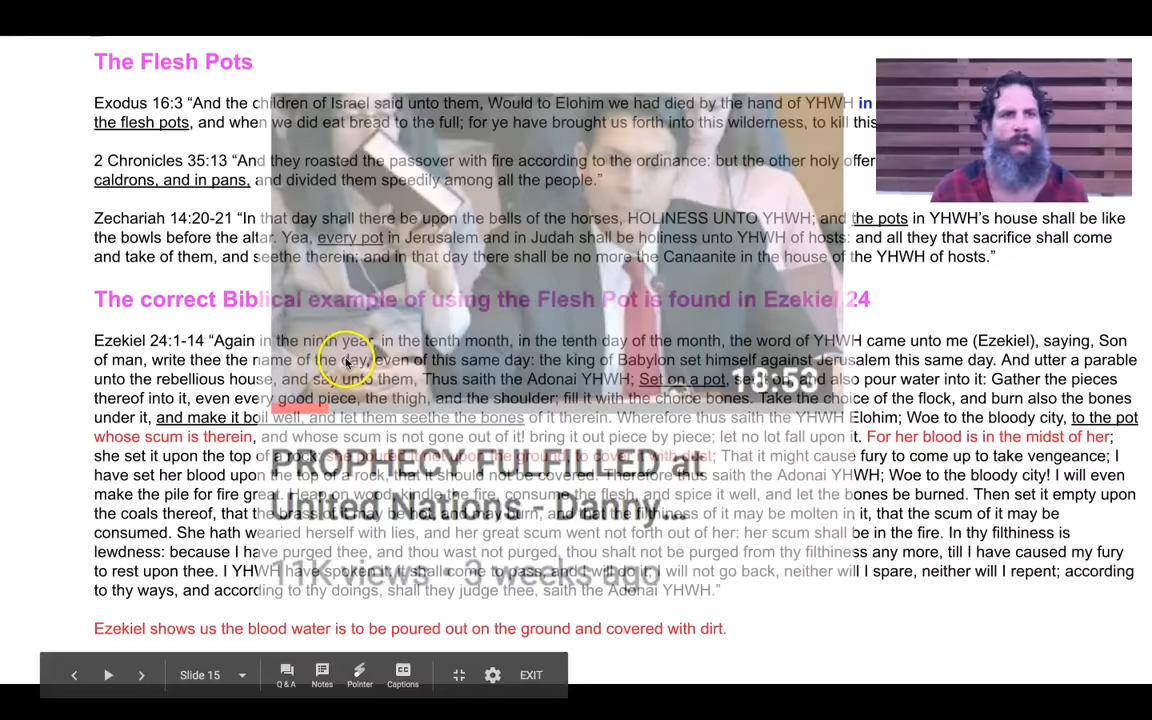 The Flesh Pots
Exodus 16:3 “And the children of Israel said unto them, Would to Elohim we had died by the hand of YHWH in
the flesh pots, and when we did eat bread to the full; for ye have brought us forth into this wilderness, to kill this
2 Chronicles 35:13 “And they roasted the passover with fire according to the ordinance: but the other holy offer
caldrons, and in pans, and divided them speedily among all the people.”
Zechariah 14:20-21 “In that day shall there be upon the bells of the horses, HOLINESS UNTO YHWH; and the pots in YHWH’s house shall be like
the bowls before the altar. Yea, every pot in Jerusalem and in Judah shall be holiness unto YHWH of hosts: and all they that sacrifice shall come
and take of them, and seethe therein: and in that day there shall be no more the Canaanite in the house of the YHWH of hosts.”
The correct Biblical example of using the Flesh Pot is found in Ezekiel 24
Ezekiel 24:1-14 “Again in the ninth year, in the tenth month, in the tenth day of the month, the word of YHWH came unto me (Ezekiel), saying, Son
of man, write thee the name of the day, even of this same day: the king of Babylon set himself against Jerusalem this same day. And utter a parable
unto the rebellious house, and say unto them, Thus saith the Adonai YHWH; Set on a pot, set it on, and also pour water into it: Gather the pieces
18:53
thereof into it, even every good piece, the thigh, and the shoulder; fill it with the choice bones. Take the choice of the flock, and burn also the bones
under it, and make it boil well, and let them seethe the bones of it therein. Wherefore thus saith the YHWH Elohim; Woe to the bloody city, to the pot
whose scum is therein, and whose scum is not gone out of it! bring it out piece by piece; let no lot fall upon it. For her blood is in the midst of her;
she set it upon the top of a rock; she poured it not upon the ground, to cover it with dust; That it might cause fury to come up to take vengeance; I
PROPHECY FULFILLED at
have set her blood upon the top of a rock, that it should not be covered. Therefore thus saith the Adonai YHWH; Woe to the bloody city! I will even
make the pile for fire great. Heap on wood, kindle the fire, consume the flesh, and spice it well, and let the bones be burned. Then set it empty upon
United Nations - Danny...
the coals thereof, that the brass of it may be hot, and may burn, and that the filthiness of it may be molten in it, that the scum of it may be
consumed. She hath wearied herself with lies, and her great scum went not forth out of her: her scum shall be in the fire. In thy filthiness is
lewdness: because I have purged thee, and thou wast not purged, thou shalt not be purged from thy filthiness any more, till I have caused my fury
to rest upon thee. I YHWH have spoken it: it shall come to pass, and I will do it; I will not go back, neither will I spare, neither will I repent; according
11K views • 3 weeks ago
to thy ways, and according to thy doings, shall they judge thee, saith the Adonai YHWH.”
Ezekiel shows us the blood water is to be poured out on the ground and covered with dirt.
Slide 15
Q & A
Notes
Pointer
Captions
EXIT